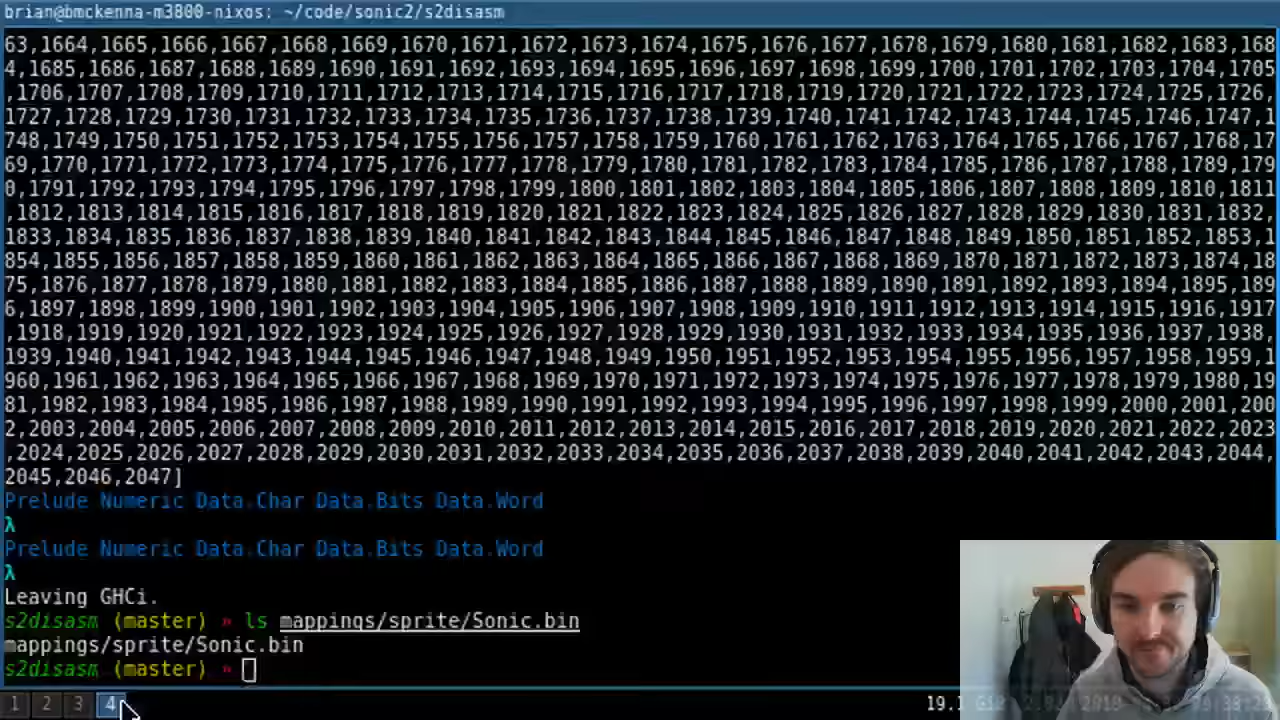 brian@bmckenna-m3800-nixos: ~/code/sonic2/s2disasm
63,1664,1665,1666,1667,1668,1669,1670,1671,1672,1673,1674,1675,1676,1677,1678,1679,1680,1681,1682,1683,168
4,1685,1686,1687,1688,1689,1690,1691,1692,1693,1694,1695,1696,1697,1698,1699,1700,1701,1702,1703,1704,1705
,1706,1707,1708,1709,1710,1711,1712,1713,1714,1715,1716,1717,1718,1719,1720,1721,1722,1723,1724,1725,1726,
1727,1728,1729,1730,1731,1732,1733,1734,1735,1736,1737,1738,1739,1740,1741,1742,1743,1744,1745,1746,1747,1
748,1749,1750,1751,1752,1753,1754,1755,1756,1757,1758,1759,1760,1761,1762,1763,1764,1765,1766,1767,1768,17
69,1770,1771,1772,1773,1774,1775,1776,1777,1778,1779,1780,1781,1782,1783,1784,1785,1786,1787,1788,1789,179
0,1791,1792,1793,1794,1795,1796,1797,1798,1799,1800,1801,1802,1803,1804,1805,1806,1807,1808,1809,1810,1811
,1812,1813,1814,1815,1816,1817,1818,1819,1820,1821,1822,1823,1824,1825,1826,1827,1828,1829,1830,1831,1832,
1833,1834,1835,1836,1837,1838,1839,1840,1841,1842,1843,1844,1845,1846,1847,1848,1849,1850,1851,1852,1853,1
854,1855,1856,1857,1858,1859,1860,1861,1862,1863,1864,1865,1866,1867,1868,1869,1870,1871,1872,1873,1874,18
75,1876,1877,1878,1879,1880,1881,1882,1883,1884,1885,1886,1887,1888,1889,1890,1891,1892,1893,1894,1895,189
6,1897,1898,1899,1900,1901,1902,1903,1904,1905,1906,1907,1908,1909,1910,1911,1912,1913,1914,1915,1916,1917
,1918,1919,1920,1921,1922,1923,1924,1925,1926,1927,1928,1929,1930,1931,1932,1933,1934,1935,1936,1937,1938,
1939,1940,1941,1942,1943,1944,1945,1946,1947,1948,1949,1950,1951,1952,1953,1954,1955,1956,1957,1958,1959,1
960,1961,1962,1963,1964,1965,1966,1967,1968,1969,1970,1971,1972,1973,1974,1975,1976,1977,1978,1979,1980,19
81,1982,1983,1984,1985,1986,1987,1988,1989,1990,1991,1992,1993,1994,1995,1996,1997,1998,1999,2000,2001,200
2,2003,2004,2005,2006,2007,2008,2009,2010,2011,2012,2013,2014,2015,2016,2017,2018,2019,2020,2021,2022,2023
,2024,2025,2026,2027,2028,2029,2030,2031,2032,2033,2034,2035,2036,2037,2038,2039,2040,2041,2042,2043,2044,
2045,2046,2047]
Prelude Numeric Data.Char Data.Bits Data.Word
λ
Prelude Numeric Data.Char Data.Bits Data.Word
λ
Leaving GHCi.
s2disasm (master) » ls mappings/sprite/Sonic.bin
mappings/sprite/Sonic.bin
s2disasm (master) »
1 2 3 4 19.